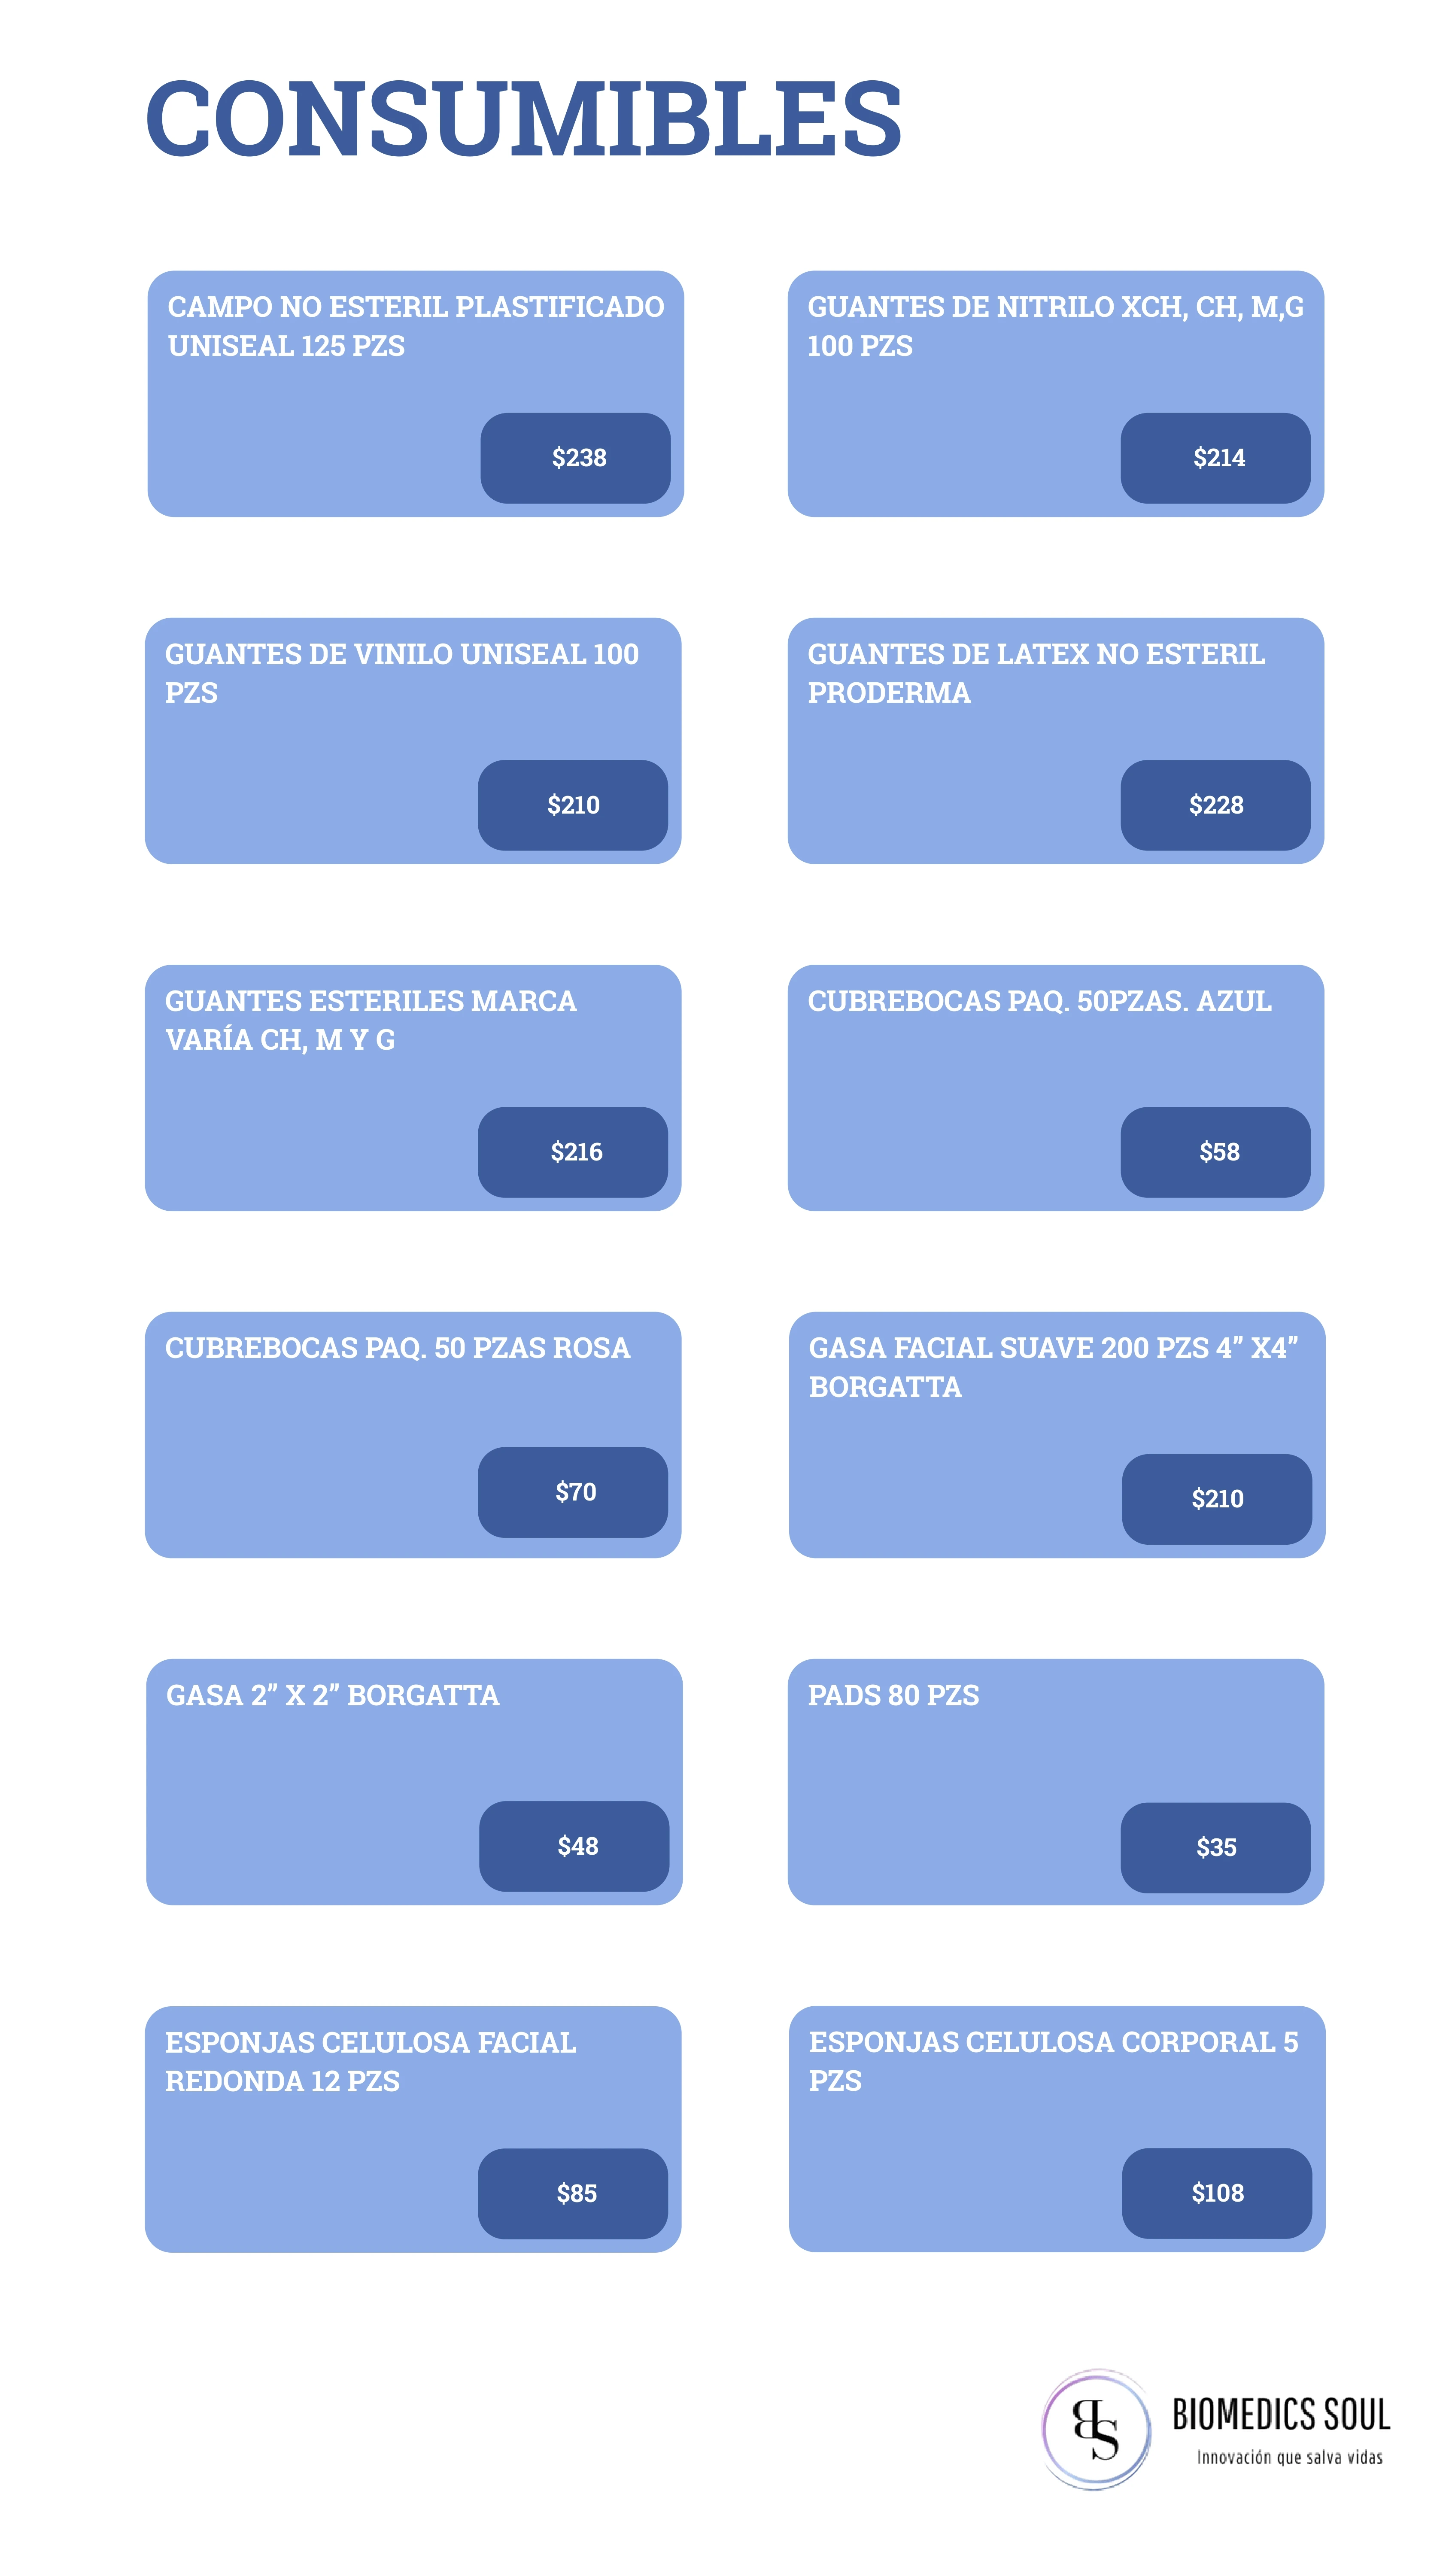 CONSUMIBLES
CAMPO NO ESTERIL PLASTIFICADO
UNISEAL 125 PZS
$238
GUANTES DE NITRILO XCH, CH, M,G
100 PZS
$214
GUANTES DE VINILO UNISEAL 100
PZS
$210
GUANTES DE LATEX NO ESTERIL
PRODERMA
$228
GUANTES ESTERILES MARCA
VARÍA CH, M Y G
$216
CUBREBOCAS PAQ. 50PZAS. AZUL
$58
CUBREBOCAS PAQ. 50 PZAS ROSA
$70
GASA FACIAL SUAVE 200 PZS 4” X4”
BORGATTA
$210
GASA 2” X 2” BORGATTA
$48
PADS 80 PZS
$35
ESPONJAS CELULOSA FACIAL
REDONDA 12 PZS
$85
ESPONJAS CELULOSA CORPORAL 5
PZS
$108
BS
BIOMEDICS SOUL
Innovación que salva vidas